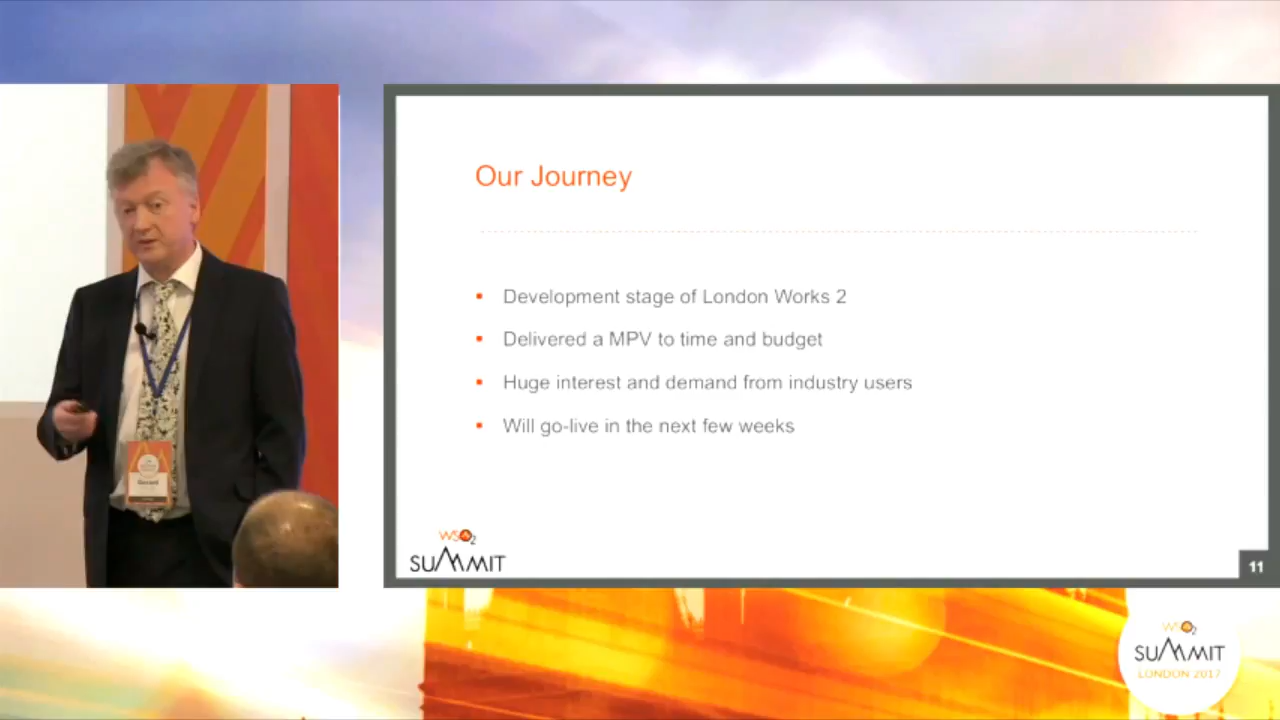 Our Journey
Development stage of London Works 2
Delivered a MPV to time and budget
Huge interest and demand from industry users
Will go-live in the next few weeks
WSO2
SUMMIT
11
Gerard
WSO2
SUMMIT
LONDON 2017